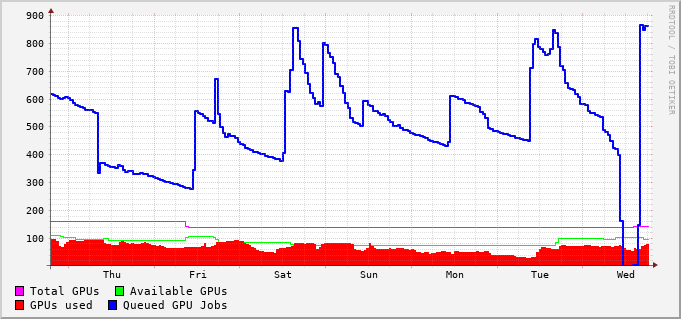 900
800
700
600
500
400
300
200
100
Thu Fri Sat Sun Mon Tue Wed
Total GPUs Available GPUs
GPUs used Queued GPU Jobs
RRDTOOL / TOBI OETIKER